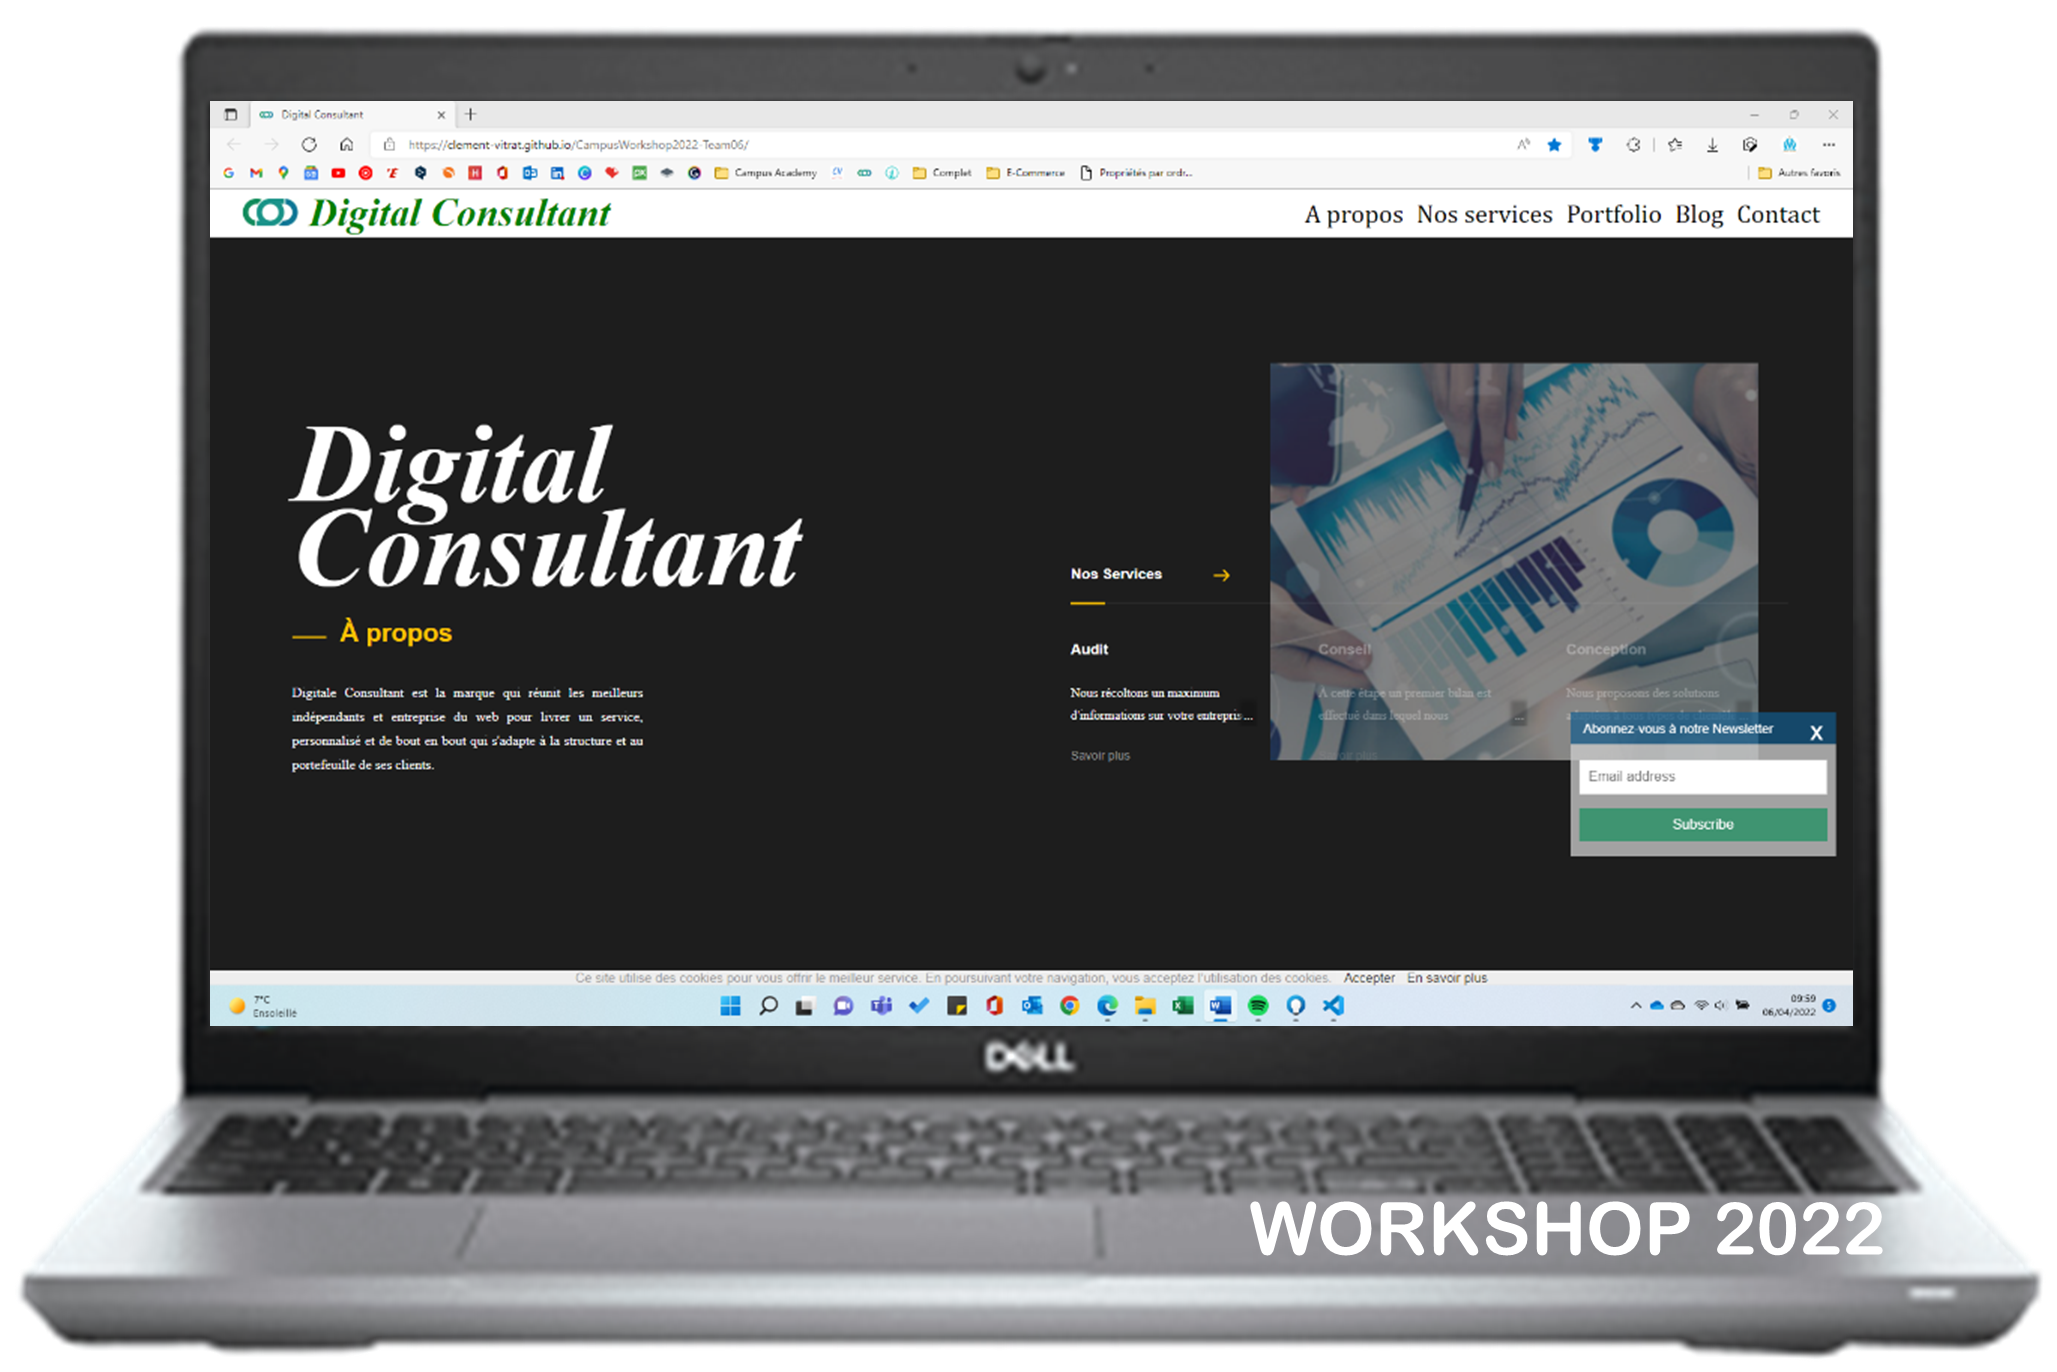 Digital Consultant
https://clement-vitrat.github.io/CampusWorkshop2022-Team06/
Campus Academy
Complet
E-Commerce
Propriétés par ordr...
Autres favoris
Digital Consultant
A propos Nos services Portfolio Blog Contact
Digital
Consultant
À propos
Digitale Consultant est la marque qui réunit les meilleurs
indépendants et entreprise du web pour livrer un service,
personnalisé et de bout en bout qui s'adapte à la structure et au
portefeuille de ses clients.
Nos Services
Audit
Nous récoltons un maximum
d'informations sur votre entrepris...
Savoir plus
Conseil
A cette étape un premier bilan est
effectué dans lequel nous ...
Savoir plus
Conception
Nous proposons des solutions
Abonnez-vous à notre Newsletter X
Email address
Subscribe
Ce site utilise des cookies pour vous offrir le meilleur service. En poursuivant votre navigation, vous acceptez l'utilisation des cookies. Accepter En savoir plus
7°C
Ensoleillé
09:59
06/04/2022
5
DELL
WORKSHOP 2022